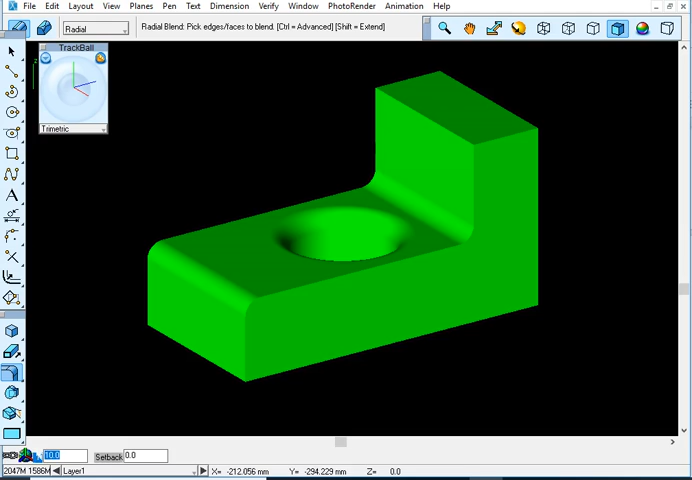 File Edit Layout Views Planes Pen Text Dimension Verify Window PhotoRender Animation Help
Radial
Radial Blend: Pick edges/faces to blend. [Ctrl = Advanced] [Shift = Extend]
TrackBall
Trimetric
A
10.0
Setback 0.0
2047M 1586M Layer1 X= -212.056 mm Y= -294.229 mm Z= 0.0